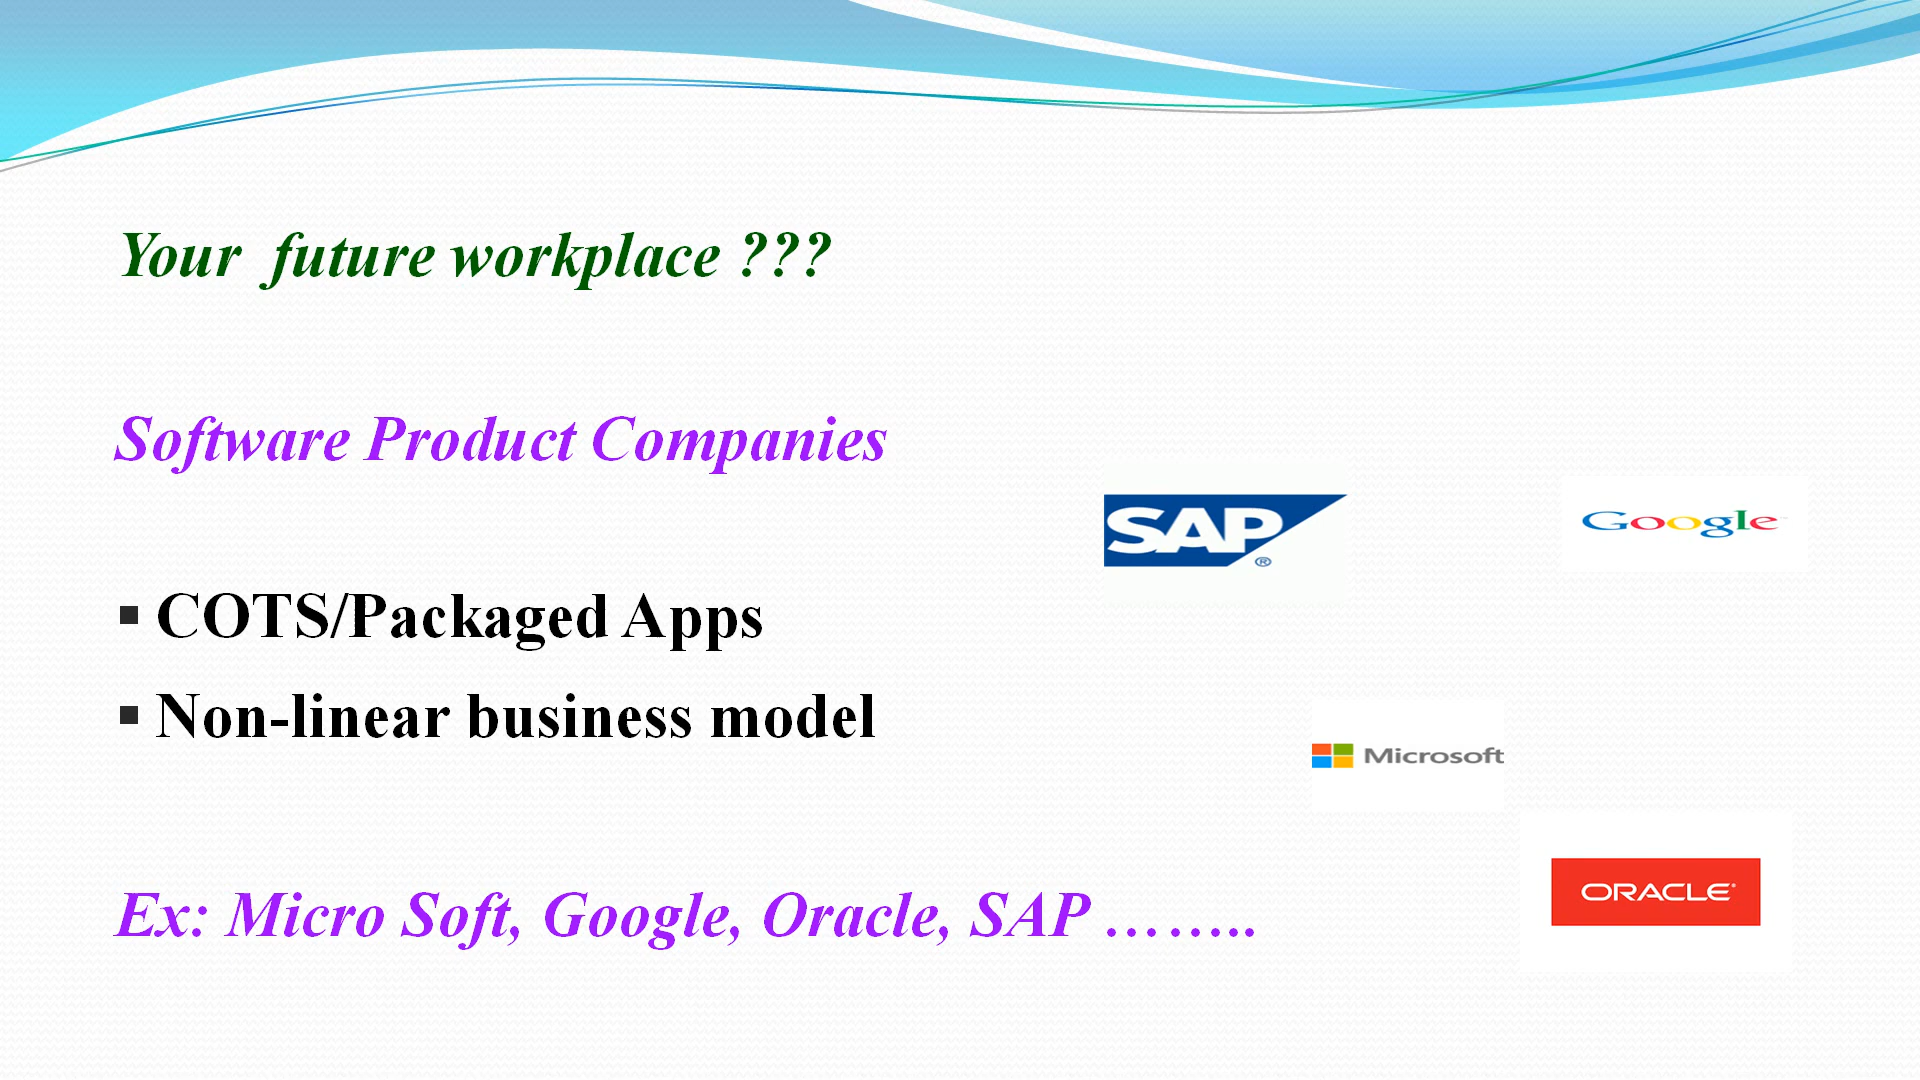 Your future workplace ???
Software Product Companies
SAP ®
Google™
▪ COTS/Packaged Apps
▪ Non-linear business model
Microsoft
ORACLE®
Ex: Micro Soft, Google, Oracle, SAP ……..